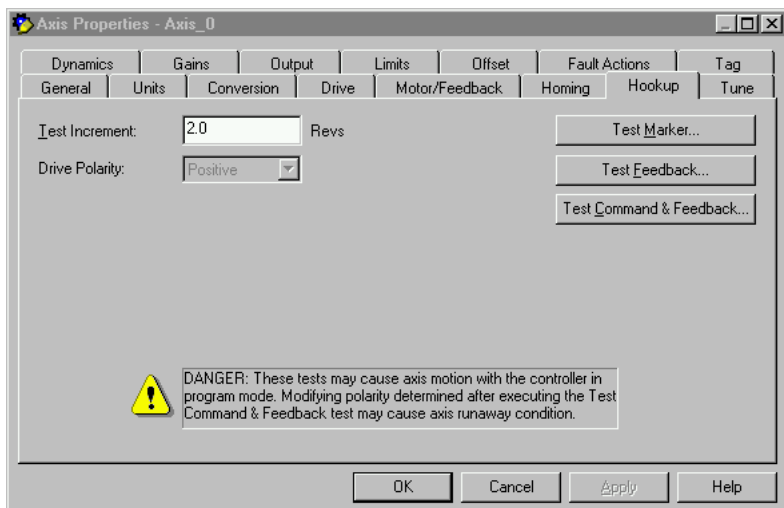 Axis Properties - Axis_0
Dynamics Gains Output Limits Offset Fault Actions Tag
General Units Conversion Drive Motor/Feedback Homing Hookup Tune
Test Increment: 2.0 Revs Test Marker...
Drive Polarity: Positive Test Feedback...
Test Command & Feedback...
DANGER: These tests may cause axis motion with the controller in
program mode. Modifying polarity determined after executing the Test
Command & Feedback test may cause axis runaway condition.
OK Cancel Apply Help